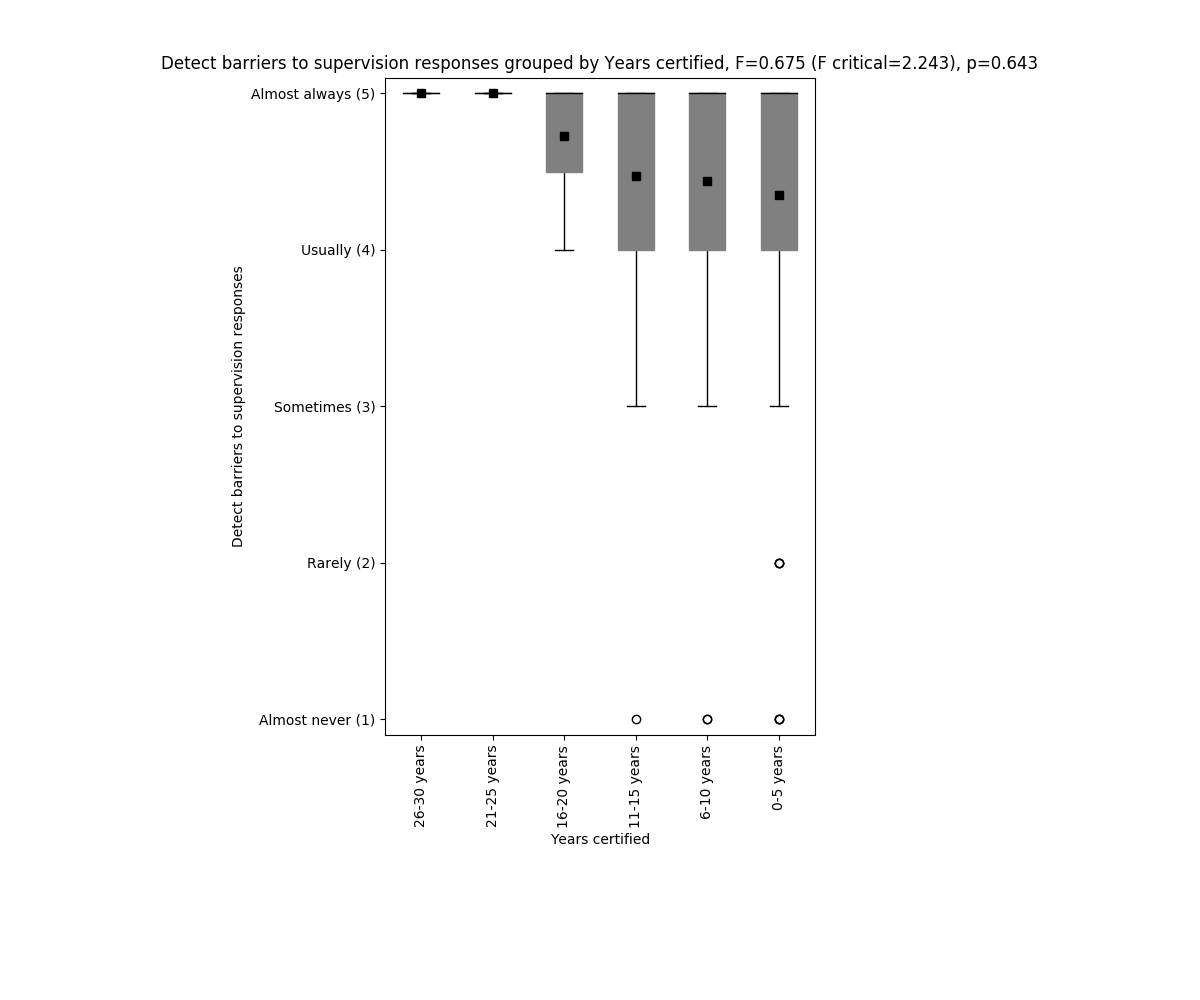 Detect barriers to supervision responses grouped by Years certified, F=0.675 (F critical=2.243), p=0.643
Almost always (5)
Usually (4)
Sometimes (3)
Rarely (2)
Almost never (1)
Detect barriers to supervision responses
26-30 years
21-25 years
16-20 years
11-15 years
6-10 years
0-5 years
Years certified